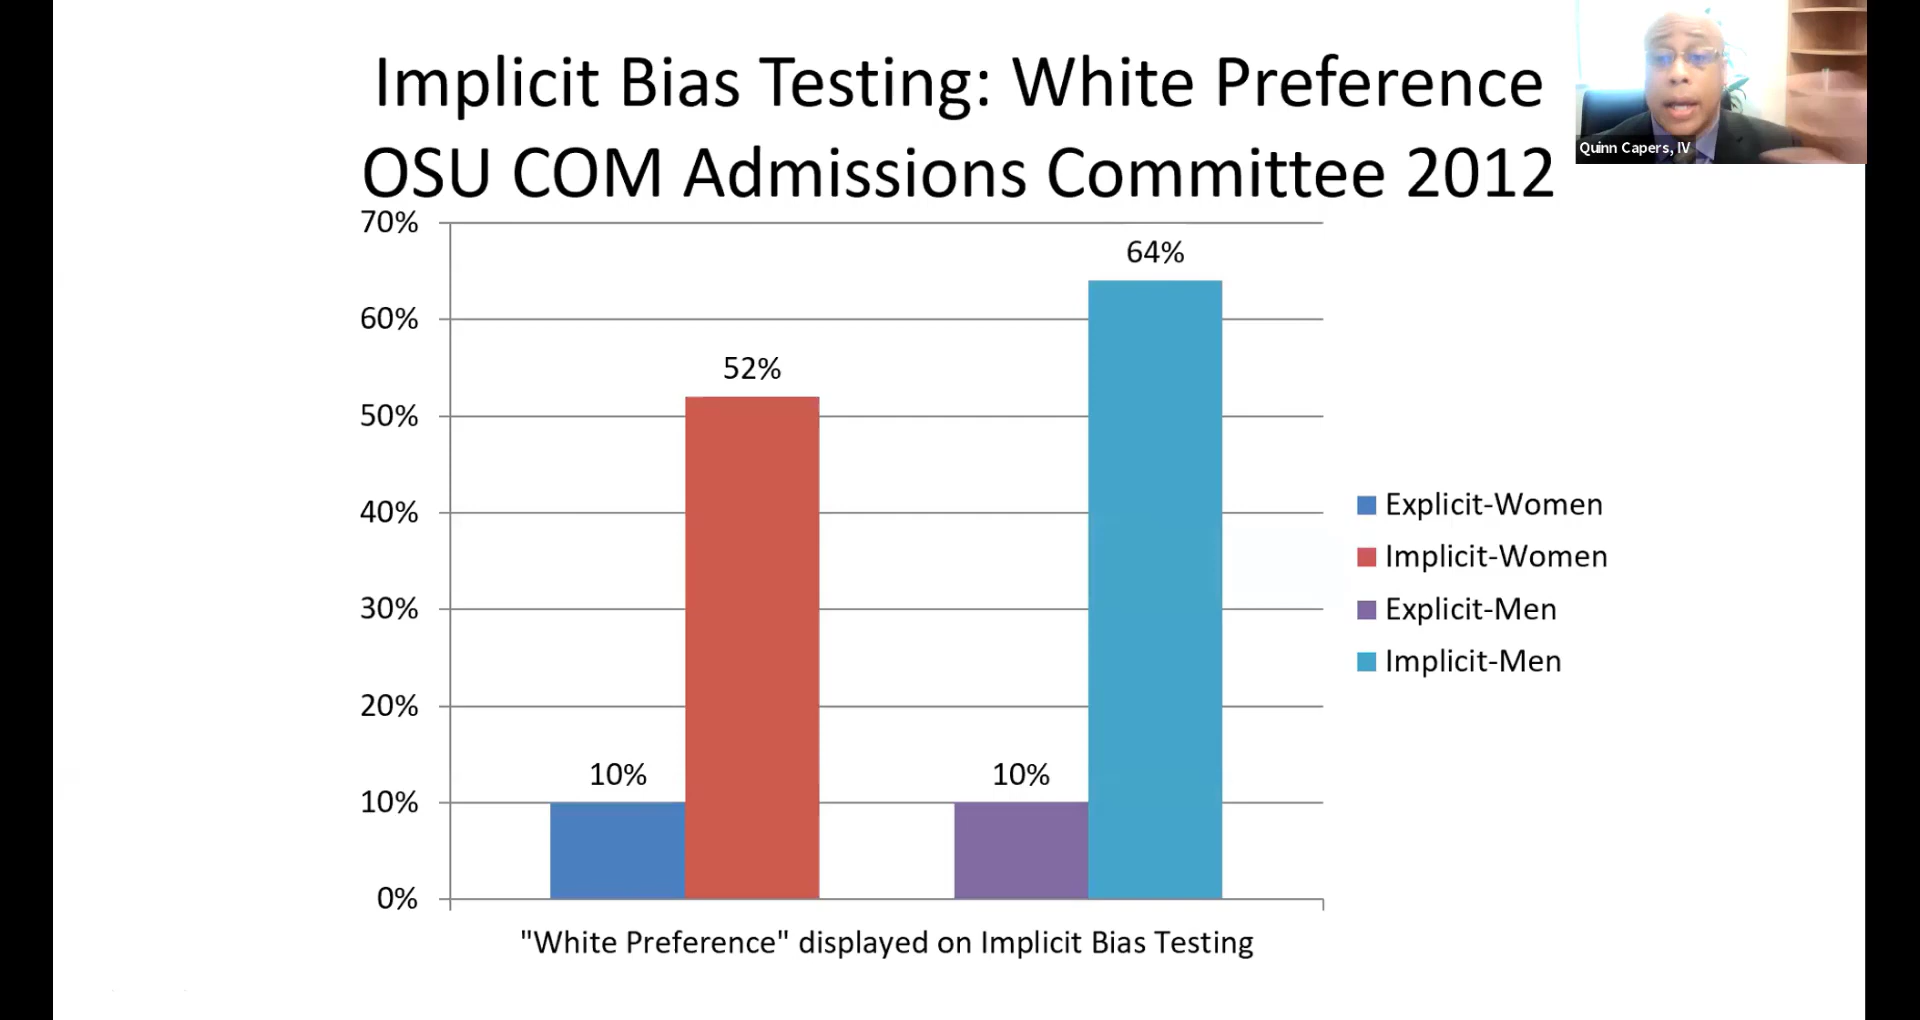 Implicit Bias Testing: White Preference
OSU COM Admissions Committee 2012
Quinn Capers, IV
70%
60%
50%
40%
30%
20%
10%
0%
10%
52%
10%
64%
Explicit-Women
Implicit-Women
Explicit-Men
Implicit-Men
"White Preference" displayed on Implicit Bias Testing